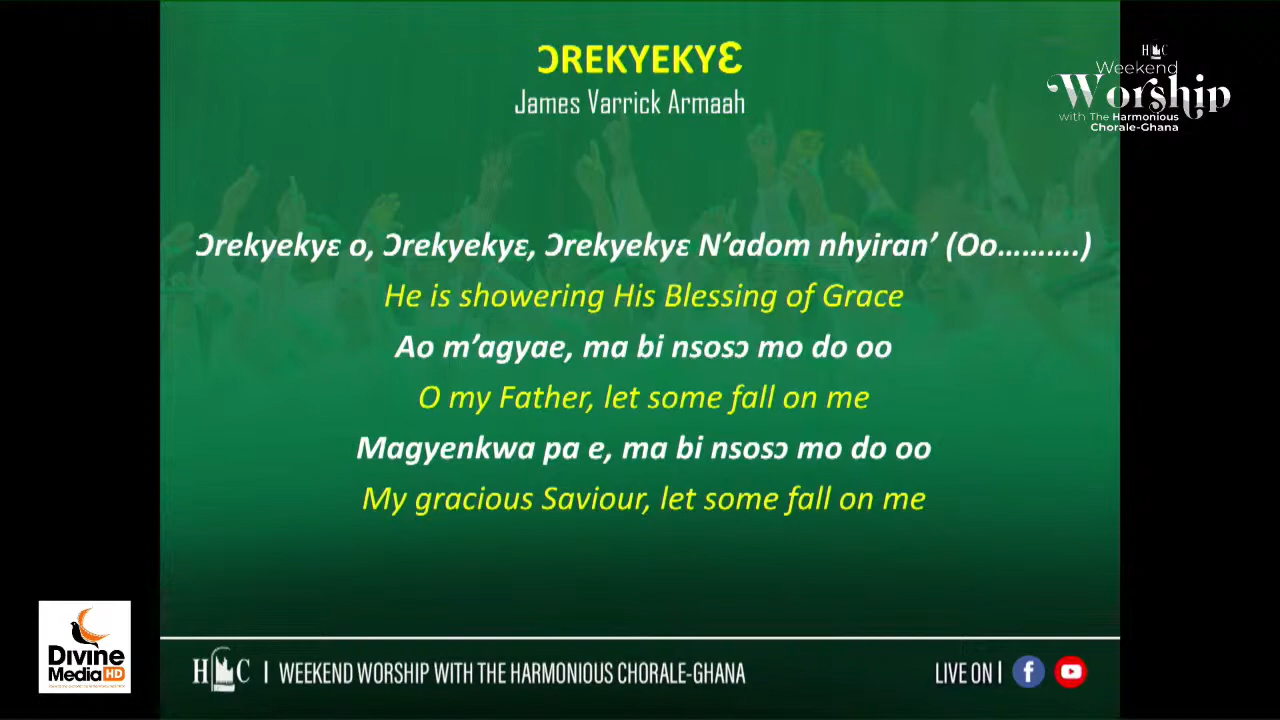 ƆREKYEKYƐ
James Varrick Armaah
H C
Weekend
Worship
with The Harmonious
Chorale-Ghana
Ɔrekyekyɛ o, Ɔrekyekyɛ, Ɔrekyekyɛ N’adom nhyiran’ (Oo……….)
He is showering His Blessing of Grace
Ao m’agyae, ma bi nsosɔ mo do oo
O my Father, let some fall on me
Magyenkwa pa e, ma bi nsosɔ mo do oo
My gracious Saviour, let some fall on me
Divine
Media HD
H C | WEEKEND WORSHIP WITH THE HARMONIOUS CHORALE-GHANA
LIVE ON |